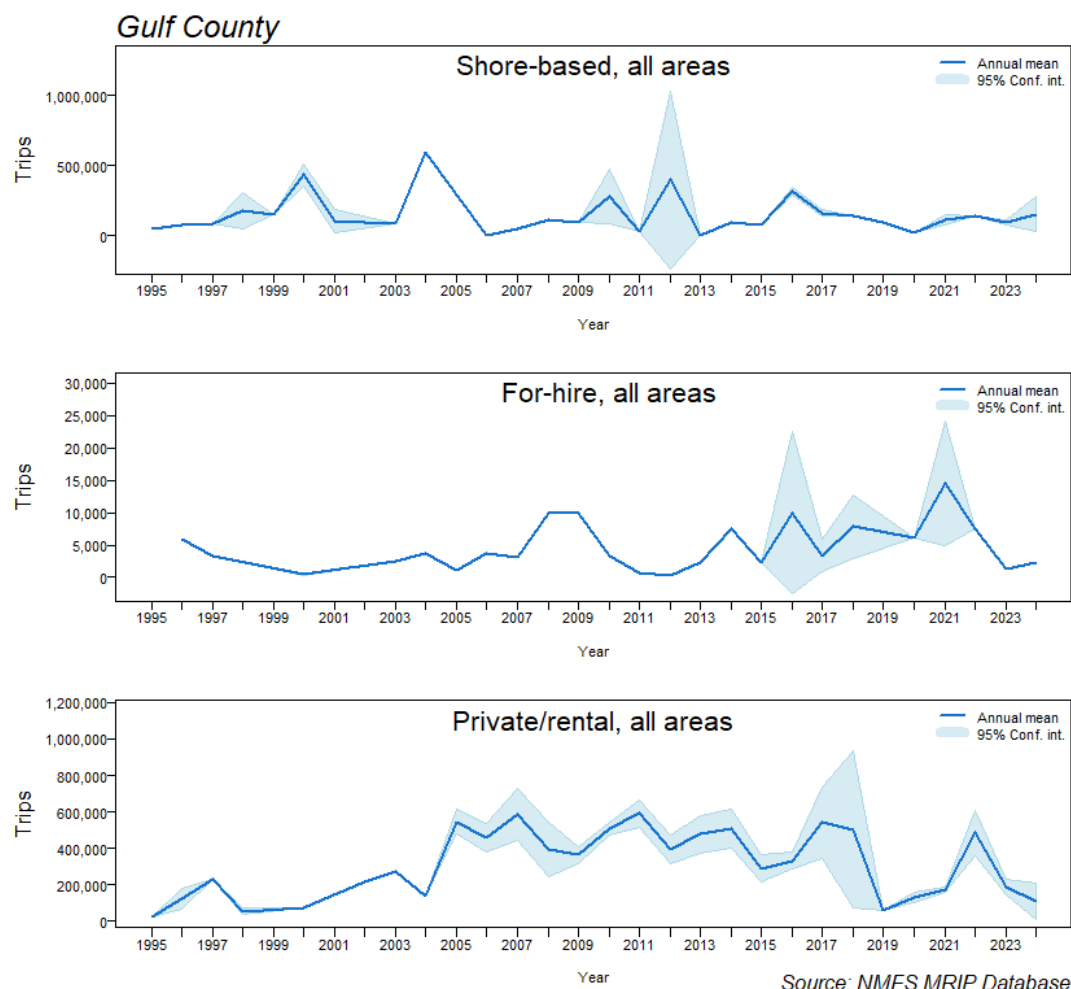 Gulf County
Shore-based, all areas
Annual mean
95% Conf. int.
Trips
1,000,000
500,000
0
1995 1997 1999 2001 2003 2005 2007 2009 2011 2013 2015 2017 2019 2021 2023
Year
For-hire, all areas
Annual mean
95% Conf. int.
Trips
30,000
25,000
20,000
15,000
10,000
5,000
0
1995 1997 1999 2001 2003 2005 2007 2009 2011 2013 2015 2017 2019 2021 2023
Year
Private/rental, all areas
Annual mean
95% Conf. int.
Trips
1,200,000
1,000,000
800,000
600,000
400,000
200,000
0
1995 1997 1999 2001 2003 2005 2007 2009 2011 2013 2015 2017 2019 2021 2023
Year
Source: NMFS MRIP Database